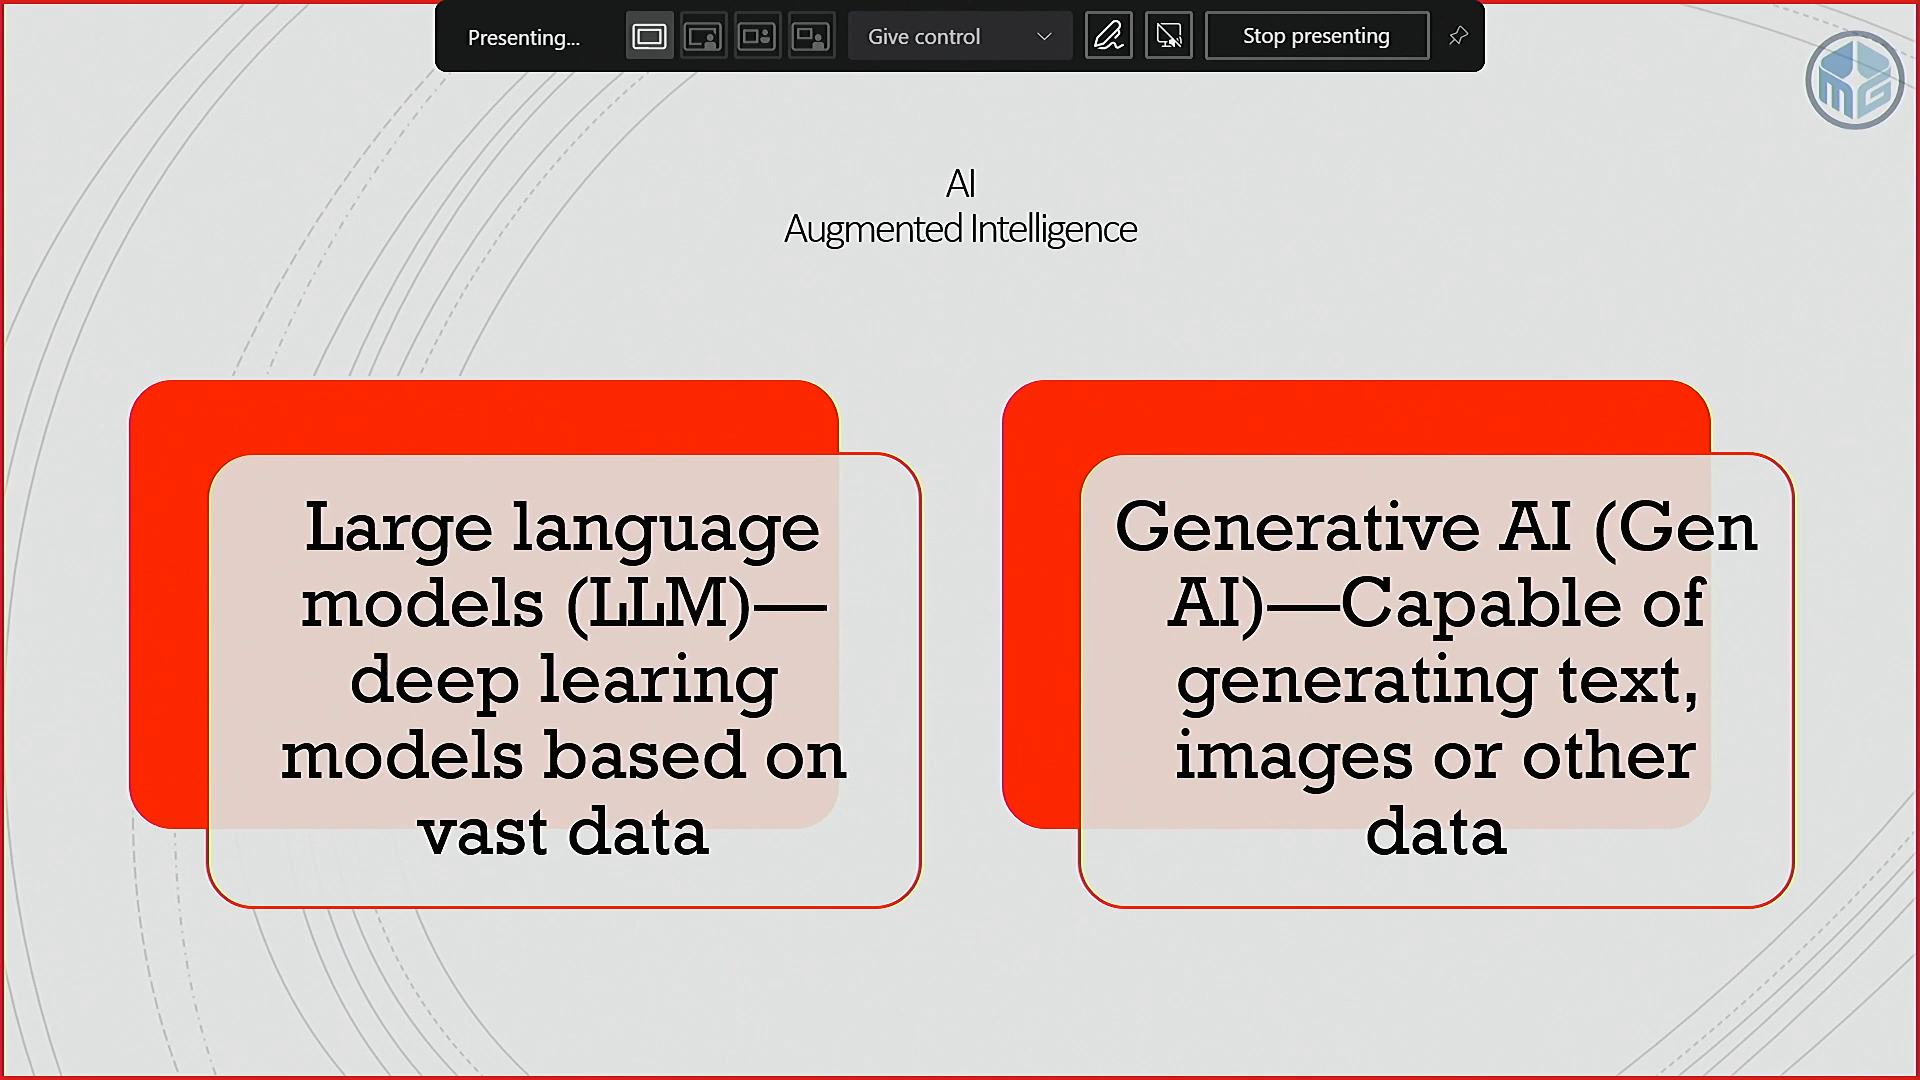 Presenting...
Give control
Stop presenting
MG
AI
Augmented Intelligence
Large language
models (LLM)—
deep learing
models based on
vast data
Generative AI (Gen
AI)—Capable of
generating text,
images or other
data